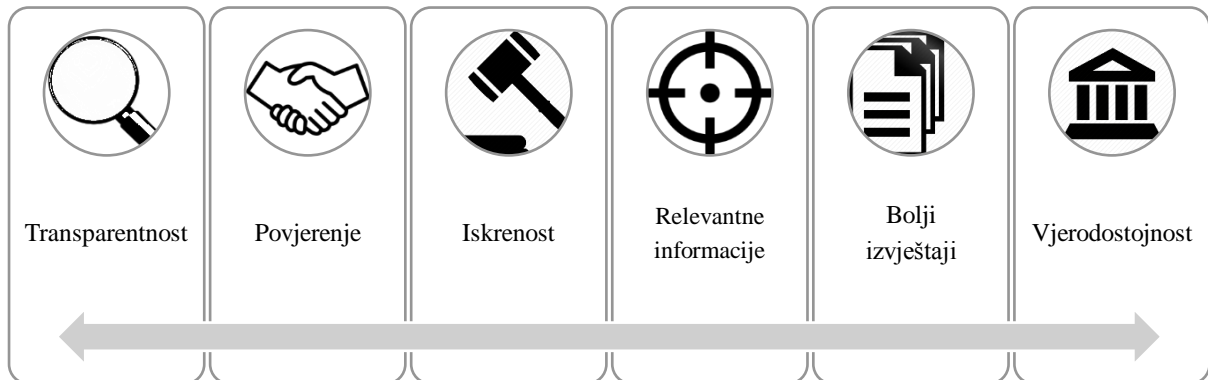 Transparentnost
Povjerenje
Iskrenost
Relevantne
informacije
Bolji
izvještaji
Vjerodostojnost